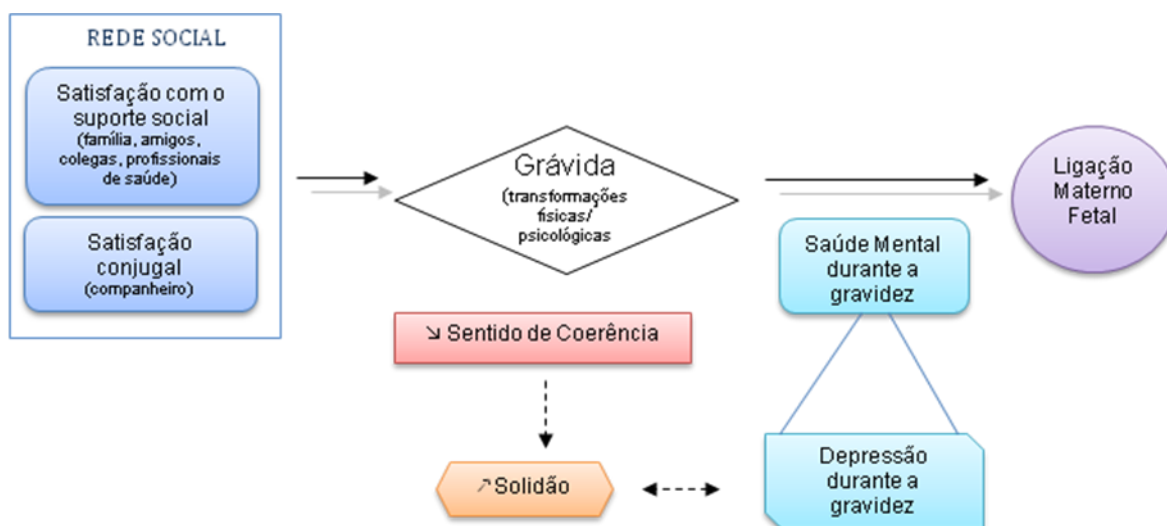 REDE SOCIAL
Satisfação com o
suporte social
(família, amigos,
colegas, profissionais
de saúde)
Satisfação
conjugal
(companheiro)
Grávida
(transformações
físicas/
psicológicas
↘ Sentido de Coerência
↗ Solidão
Saúde Mental
durante a
gravidez
Depressão
durante a
gravidez
Ligação
Materno
Fetal